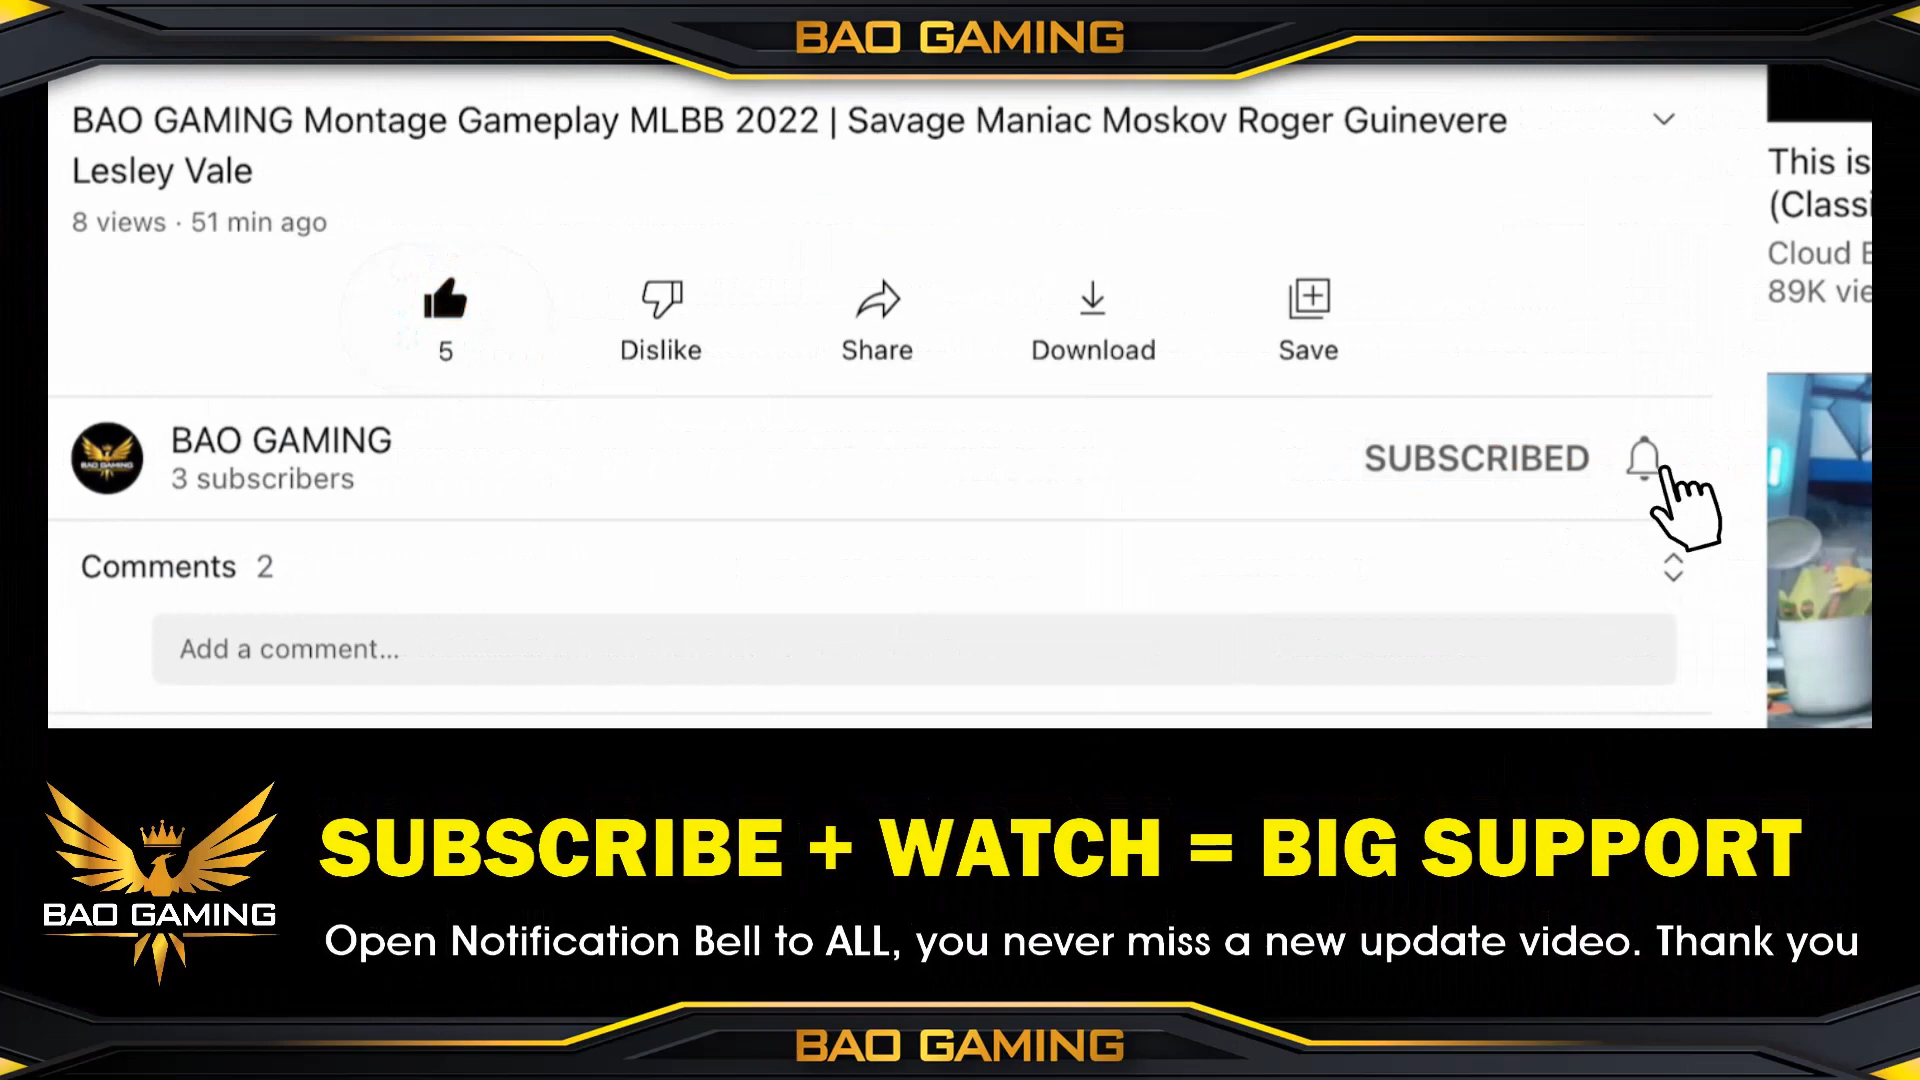 BAO GAMING
BAO GAMING Montage Gameplay MLBB 2022 | Savage Maniac Moskov Roger Guinevere
Lesley Vale
8 views · 51 min ago
5
Dislike
Share
Download
Save
This is
(Classi
Cloud
89K vie
BAO GAMING
BAO GAMING
3 subscribers
SUBSCRIBED
Comments 2
Add a comment...
BAO GAMING
SUBSCRIBE + WATCH = BIG SUPPORT
Open Notification Bell to ALL, you never miss a new update video. Thank you
BAO GAMING